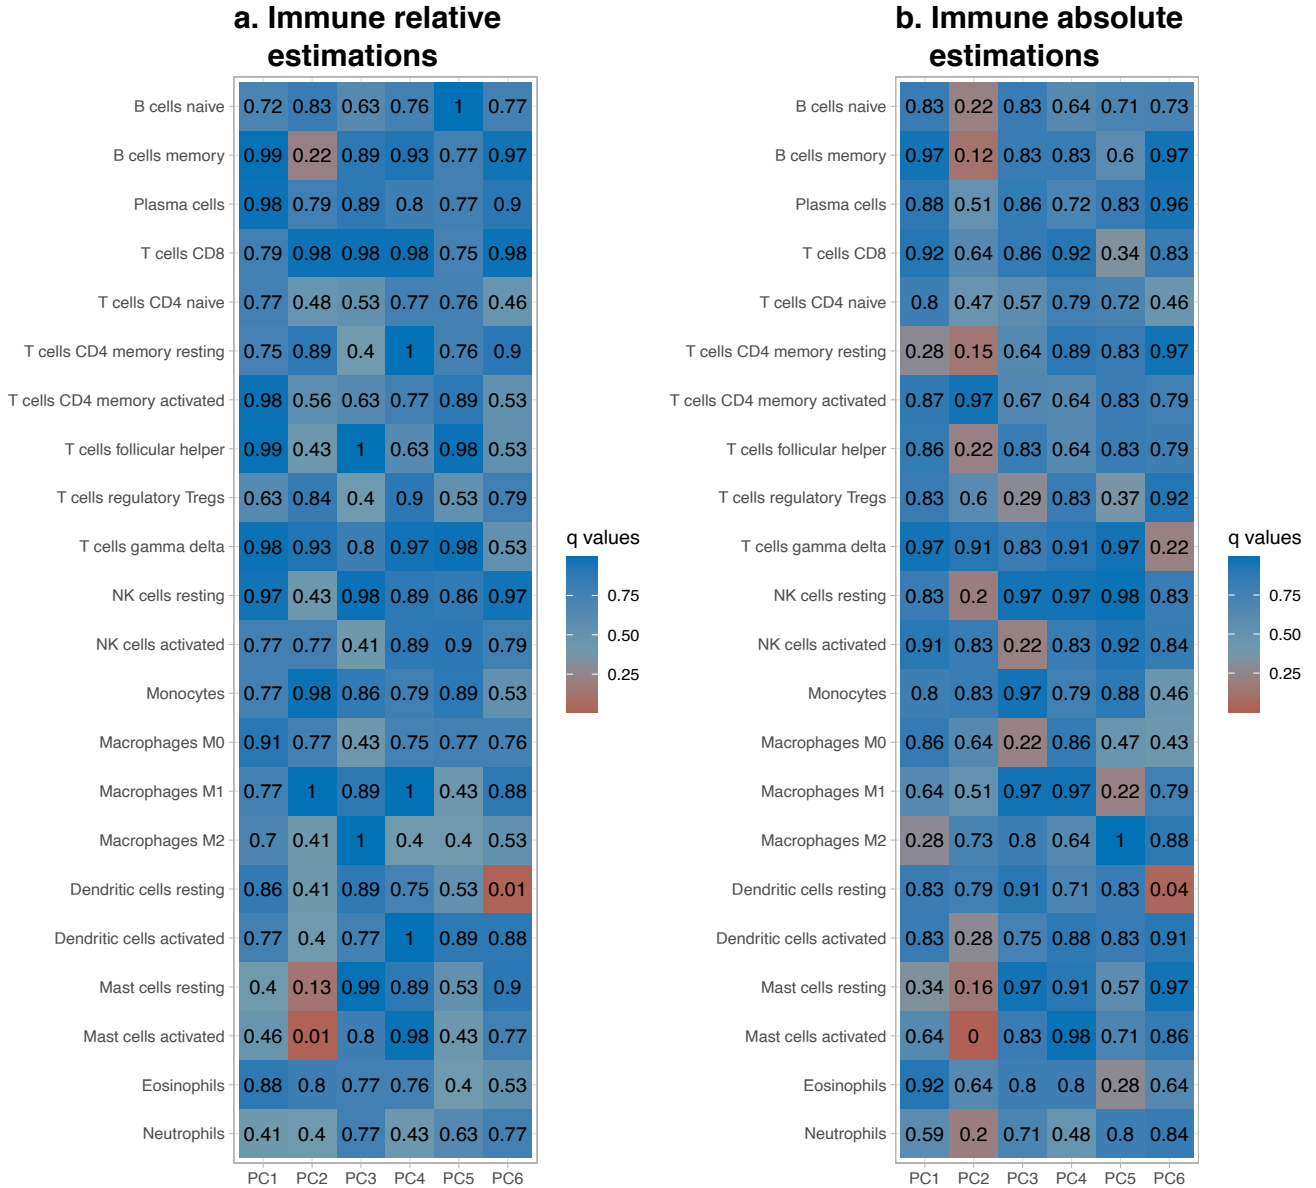 a. Immune relative
estimations
B cells naive 0.72 0.83 0.63 0.76 1 0.77
B cells memory 0.99 0.22 0.89 0.93 0.77 0.97
Plasma cells 0.98 0.79 0.89 0.8 0.77 0.9
T cells CD8 0.79 0.98 0.98 0.98 0.75 0.98
T cells CD4 naive 0.77 0.48 0.53 0.77 0.76 0.46
T cells CD4 memory resting 0.75 0.89 0.4 1 0.76 0.9
T cells CD4 memory activated 0.98 0.56 0.63 0.77 0.89 0.53
T cells follicular helper 0.99 0.43 1 0.63 0.98 0.53
T cells regulatory Tregs 0.63 0.84 0.4 0.9 0.53 0.79
T cells gamma delta 0.98 0.93 0.8 0.97 0.98 0.53
NK cells resting 0.97 0.43 0.98 0.89 0.86 0.97
NK cells activated 0.77 0.77 0.41 0.89 0.9 0.79
Monocytes 0.77 0.98 0.86 0.79 0.89 0.53
Macrophages M0 0.91 0.77 0.43 0.75 0.77 0.76
Macrophages M1 0.77 1 0.89 1 0.43 0.88
Macrophages M2 0.7 0.41 1 0.4 0.4 0.53
Dendritic cells resting 0.86 0.41 0.89 0.75 0.53 0.01
Dendritic cells activated 0.77 0.4 0.77 1 0.89 0.88
Mast cells resting 0.4 0.13 0.99 0.89 0.53 0.9
Mast cells activated 0.46 0.01 0.8 0.98 0.43 0.77
Eosinophils 0.88 0.8 0.77 0.76 0.4 0.53
Neutrophils 0.41 0.4 0.77 0.43 0.63 0.77
PC1 PC2 PC3 PC4 PC5 PC6
q values
0.75
0.50
0.25
b. Immune absolute
estimations
B cells naive 0.83 0.22 0.83 0.64 0.71 0.73
B cells memory 0.97 0.12 0.83 0.83 0.6 0.97
Plasma cells 0.88 0.51 0.86 0.72 0.83 0.96
T cells CD8 0.92 0.64 0.86 0.92 0.34 0.83
T cells CD4 naive 0.8 0.47 0.57 0.79 0.72 0.46
T cells CD4 memory resting 0.28 0.15 0.64 0.89 0.83 0.97
T cells CD4 memory activated 0.87 0.97 0.67 0.64 0.83 0.79
T cells follicular helper 0.86 0.22 0.83 0.64 0.83 0.79
T cells regulatory Tregs 0.83 0.6 0.29 0.83 0.37 0.92
T cells gamma delta 0.97 0.91 0.83 0.91 0.97 0.22
NK cells resting 0.83 0.2 0.97 0.97 0.98 0.83
NK cells activated 0.91 0.83 0.22 0.83 0.92 0.84
Monocytes 0.8 0.83 0.97 0.79 0.88 0.46
Macrophages M0 0.86 0.64 0.22 0.86 0.47 0.43
Macrophages M1 0.64 0.51 0.97 0.97 0.22 0.79
Macrophages M2 0.28 0.73 0.8 0.64 1 0.88
Dendritic cells resting 0.83 0.79 0.91 0.71 0.83 0.04
Dendritic cells activated 0.83 0.28 0.75 0.88 0.83 0.91
Mast cells resting 0.34 0.16 0.97 0.91 0.57 0.97
Mast cells activated 0.64 0 0.83 0.98 0.71 0.86
Eosinophils 0.92 0.64 0.8 0.8 0.28 0.64
Neutrophils 0.59 0.2 0.71 0.48 0.8 0.84
PC1 PC2 PC3 PC4 PC5 PC6
q values
0.75
0.50
0.25